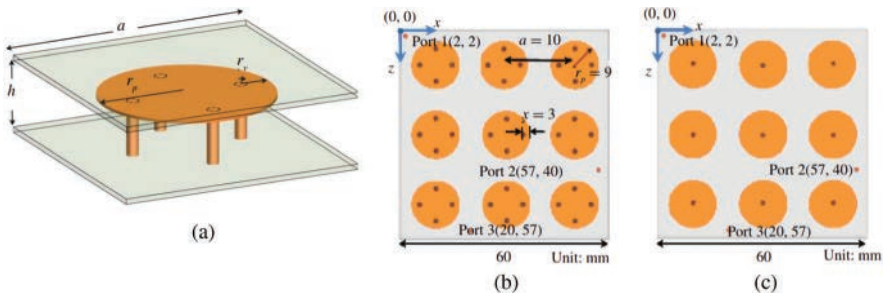 a
h
r_p
r_v
(a)
(0, 0)
x
z
Port 1(2, 2)
a = 10
r_p = 9
x = 3
Port 2(57, 40)
Port 3(20, 57)
60
Unit: mm
(b)
(0, 0)
x
z
Port 1(2, 2)
Port 2(57, 40)
Port 3(20, 57)
60
Unit: mm
(c)